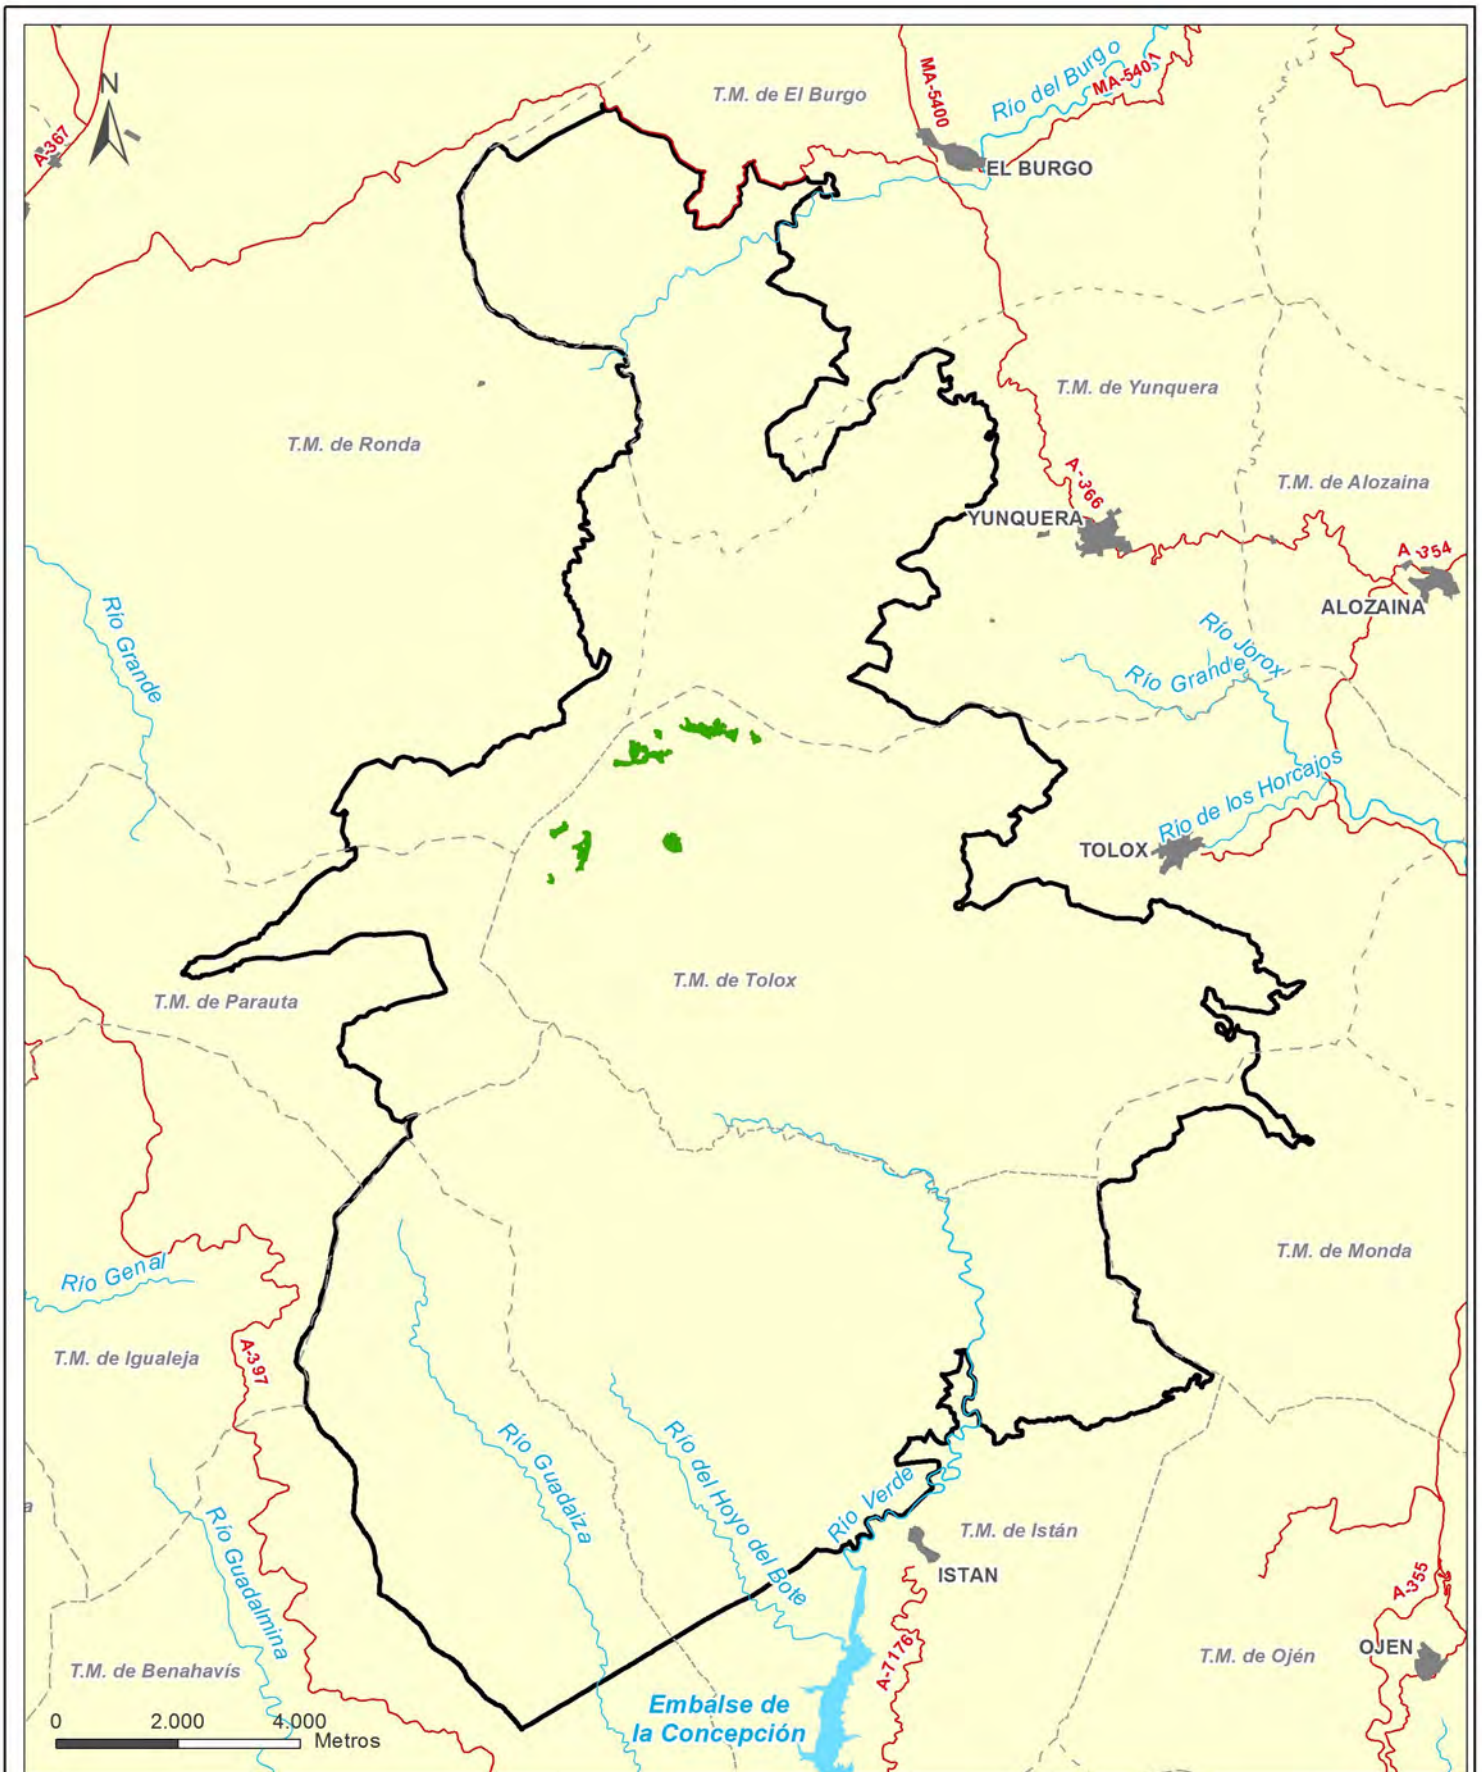 N
A-367
T.M. de El Burgo
MA-5400
Río del Burgo
MA-5401
EL BURGO
T.M. de Yunquera
T.M. de Ronda
A-366
T.M. de Alozaina
YUNQUERA
A-354
ALOZAINA
Río Grande
Río Jorox
Río Grande
Río de los Horcajos
TOLOX
T.M. de Tolox
T.M. de Parauta
T.M. de Monda
Río Genal
T.M. de Igualeja
A-397
Río Guadaiza
Río del Hoyo del Bote
Río Verde
a
Río Guadalmina
T.M. de Istán
ISTAN
A-355
A-7176
OJEN
T.M. de Ojén
T.M. de Benahavís
Embalse de
la Concepción
0 2.000 4.000
Metros